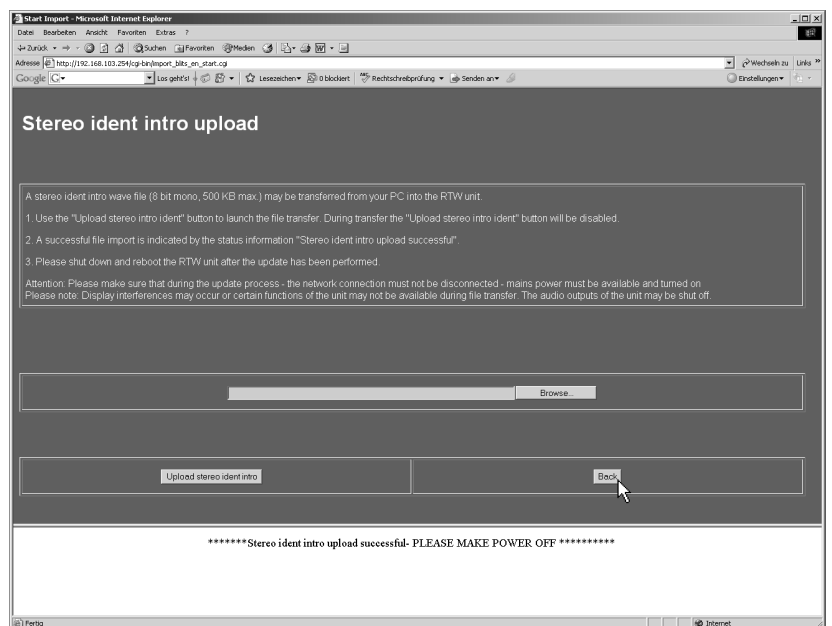 Start Import - Microsoft Internet Explorer
Datei Bearbeiten Ansicht Favoriten Extras ?
Zurück Suchen Favoriten Medien
Adresse http://192.168.103.254/cgi-bin/import_blits_en_start.cgi Wechseln zu Links »
Google G Los geht's! Lesezeichen 0 blockiert Rechtschreibprüfung Senden an Einstellungen
Stereo ident intro upload
A stereo ident intro wave file (8 bit mono, 500 KB max.) may be transferred from your PC into the RTW unit.
1. Use the "Upload stereo intro ident" button to launch the file transfer. During transfer the "Upload stereo intro ident" button will be disabled.
2. A successful file import is indicated by the status information "Stereo ident intro upload successful".
3. Please shut down and reboot the RTW unit after the update has been performed.
Attention: Please make sure that during the update process - the network connection must not be disconnected - mains power must be available and turned on
Please note: Display interferences may occur or certain functions of the unit may not be available during file transfer. The audio outputs of the unit may be shut off.
Browse...
Upload stereo ident intro Back
*******Stereo ident intro upload successful- PLEASE MAKE POWER OFF **********
Fertig Internet